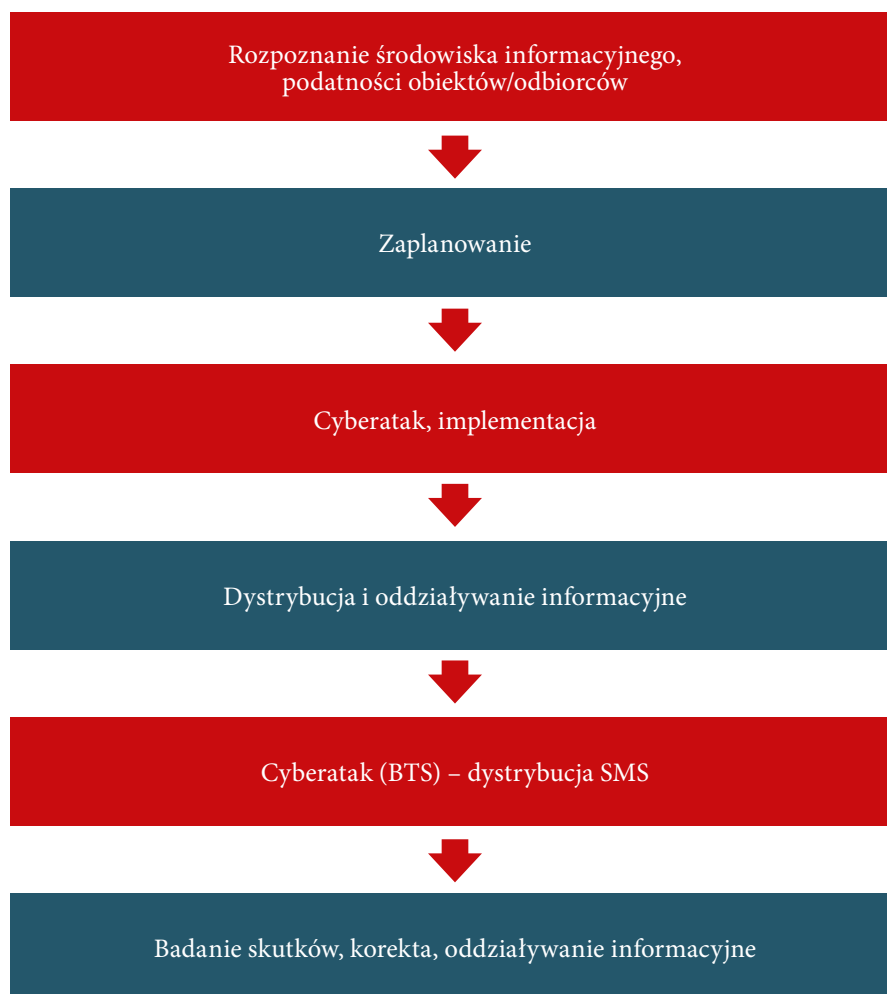 Rozpoznanie środowiska informacyjnego,
podatności obiektów/odbiorców
Zaplanowanie
Cyberatak, implementacja
Dystrybucja i oddziaływanie informacyjne
Cyberatak (BTS) – dystrybucja SMS
Badanie skutków, korekta, oddziaływanie informacyjne